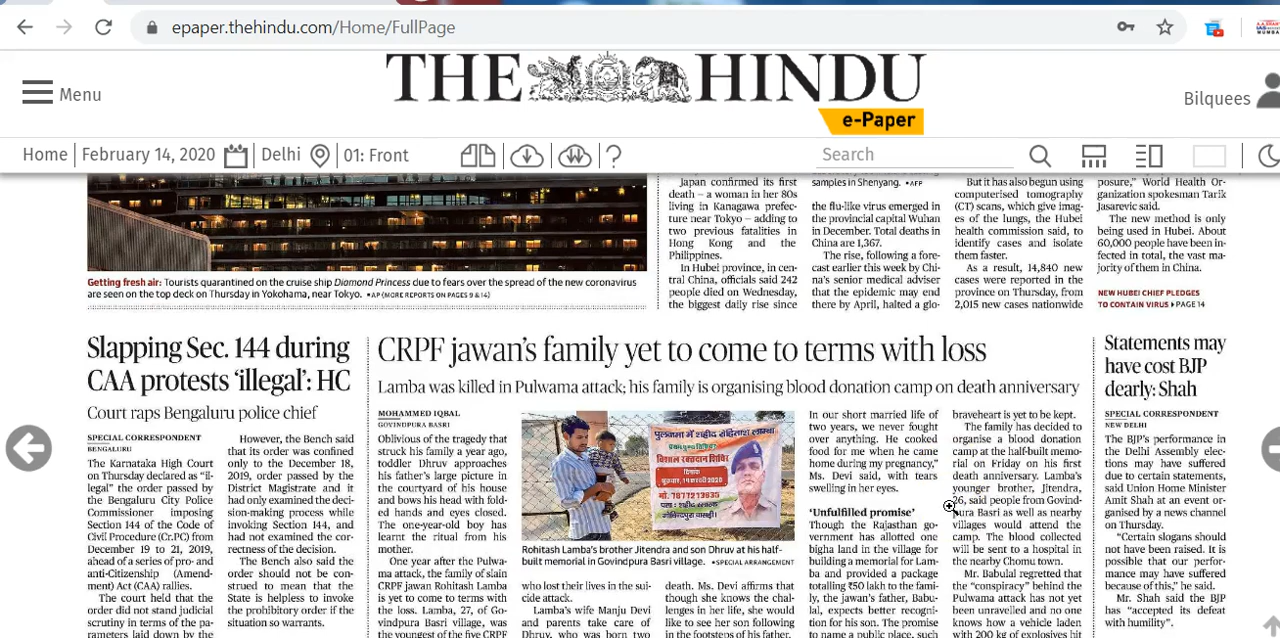 epaper.thehindu.com/Home/FullPage
THE HINDU
e-Paper
Menu
Bilquees
Home
February 14, 2020
Delhi
01: Front
?
Search
Getting fresh air: Tourists quarantined on the cruise ship Diamond Princess due to fears over the spread of the new coronavirus
are seen on the top deck on Thursday in Yokohama, near Tokyo. •AP (MORE REPORTS ON PAGES 9 & 14)
Japan confirmed its first
death – a woman in her 80s
living in Kanagawa prefec-
ture near Tokyo – adding to
two previous fatalities in
Hong Kong and the
Philippines.
In Hubei province, in cen-
tral China, officials said 242
people died on Wednesday,
the biggest daily rise since
samples in Shenyang. •AFP
the flu-like virus emerged in
the provincial capital Wuhan
in December. Total deaths in
China are 1,367.
The rise, following a fore-
cast earlier this week by Chi-
na's senior medical adviser
that the epidemic may end
there by April, halted a glo-
But it has also begun using
computerised tomography
(CT) scans, which give imag-
es of the lungs, the Hubei
health commission said, to
identify cases and isolate
them faster.
As a result, 14,840 new
cases were reported in the
province on Thursday, from
2,015 new cases nationwide
posure," World Health Or-
ganization spokesman Tarik
Jasarevic said.
The new method is only
being used in Hubei. About
60,000 people have been in-
fected in total, the vast ma-
jority of them in China.
NEW HUBEI CHIEF PLEDGES
TO CONTAIN VIRUS ▸ PAGE 14
Slapping Sec. 144 during
CAA protests 'illegal': HC
Court raps Bengaluru police chief
SPECIAL CORRESPONDENT
BENGALURU
The Karnataka High Court
on Thursday declared as "il-
legal" the order passed by
the Bengaluru City Police
Commissioner imposing
Section 144 of the Code of
Civil Procedure (Cr.PC) from
December 19 to 21, 2019,
ahead of a series of pro- and
anti-Citizenship (Amend-
ment) Act (CAA) rallies.
The court held that the
order did not stand judicial
scrutiny in terms of the pa-
rameters laid down by the
However, the Bench said
that its order was confined
only to the December 18,
2019, order passed by the
District Magistrate and it
had only examined the deci-
sion-making process while
invoking Section 144, and
had not examined the cor-
rectness of the decision.
The Bench also said the
order should not be con-
strued to mean that the
State is helpless to invoke
the prohibitory order if the
situation so warrants.
CRPF jawan's family yet to come to terms with loss
Lamba was killed in Pulwama attack; his family is organising blood donation camp on death anniversary
MOHAMMED IQBAL
GOVINDPURA BASRI
Oblivious of the tragedy that
struck his family a year ago,
toddler Dhruv approaches
his father's large picture in
the courtyard of his house
and bows his head with fold-
ed hands and eyes closed.
The one-year-old boy has
learnt the ritual from his
mother.
One year after the Pulwa-
ma attack, the family of slain
CRPF jawan Rohitash Lamba
is yet to come to terms with
the loss. Lamba, 27, of Go-
vindpura Basri village, was
the youngest of the five CRPF
पुलवामा में शहीद रोहिताश लाम्बा
विशाल रक्तदान शिविर
Rohitash Lamba's brother Jitendra and son Dhruv at his half-
built memorial in Govindpura Basri village. •SPECIAL ARRANGEMENT
who lost their lives in the sui-
cide attack.
Lamba's wife Manju Devi
and parents take care of
Dhruv, who was born two
death. Ms. Devi affirms that
though she knows the chal-
lenges in her life, she would
like to see her son following
in the footsteps of his father.
In our short married life of
two years, we never fought
over anything. He cooked
food for me when he came
home during my pregnancy,"
Ms. Devi said, with tears
swelling in her eyes.
'Unfulfilled promise'
Though the Rajasthan go-
vernment has allotted one
bigha land in the village for
building a memorial for Lam-
ba and provided a package
totalling ₹50 lakh to the fami-
ly, the jawan's father, Babu-
lal, expects better recogni-
tion for his son. The promise
to name a public place, such
braveheart is yet to be kept.
The family has decided to
organise a blood donation
camp at the half-built memo-
rial on Friday on his first
death anniversary. Lamba's
younger brother, Jitendra,
26, said people from Govind-
pura Basri as well as nearby
villages would attend the
camp. The blood collected
will be sent to a hospital in
the nearby Chomu town.
Mr. Babulal regretted that
the "conspiracy" behind the
Pulwama attack has not yet
been unravelled and no one
knows how a vehicle laden
with 200 kg of explosives hit
Statements may
have cost BJP
dearly: Shah
SPECIAL CORRESPONDENT
NEW DELHI
The BJP's performance in
the Delhi Assembly elec-
tions may have suffered
due to certain statements,
said Union Home Minister
Amit Shah at an event or-
ganised by a news channel
on Thursday.
"Certain slogans should
not have been raised. It is
possible that our perfor-
mance may have suffered
because of this," he said.
Mr. Shah said the BJP
has "accepted its defeat
with humility".